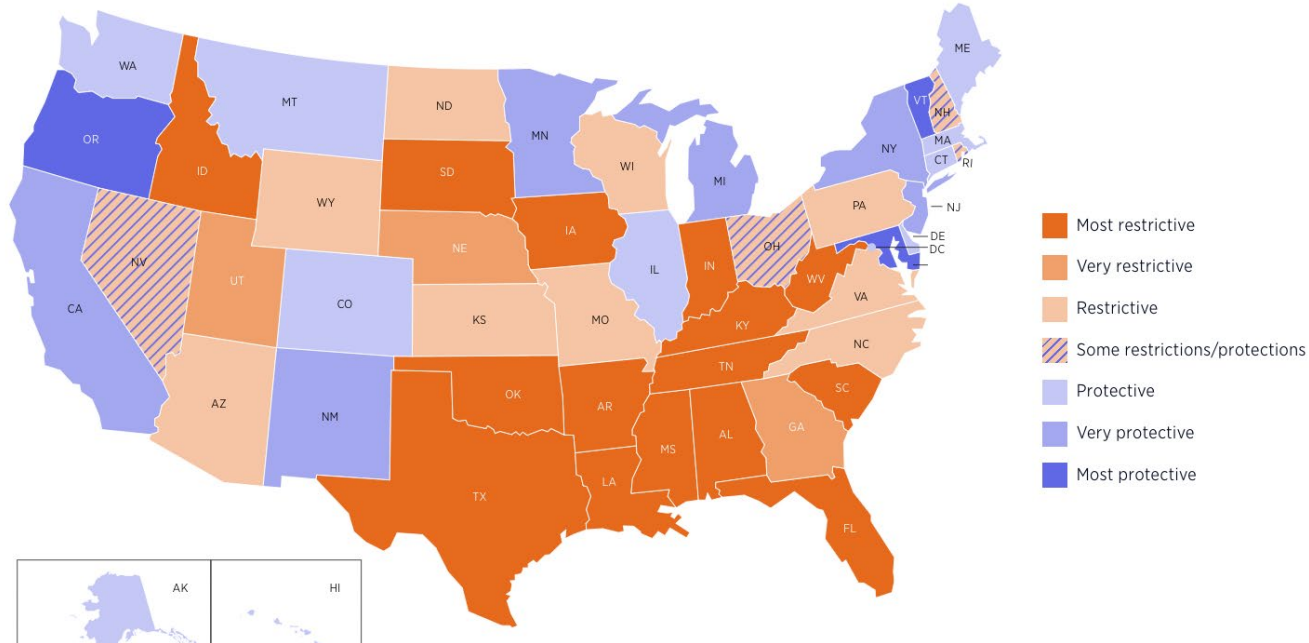 ME
WA
MT
ND
VT
NH
OR
MN
MA
NY
CT
RI
ID
SD
WI
MI
WY
PA
NJ
IA
DE
NE
DC
OH
NV
IN
IL
UT
WV
CO
VA
CA
KS
MO
KY
NC
TN
OK
AZ
AR
SC
NM
MS
AL
GA
LA
TX
FL
AK
HI
Most restrictive
Very restrictive
Restrictive
Some restrictions/protections
Protective
Very protective
Most protective